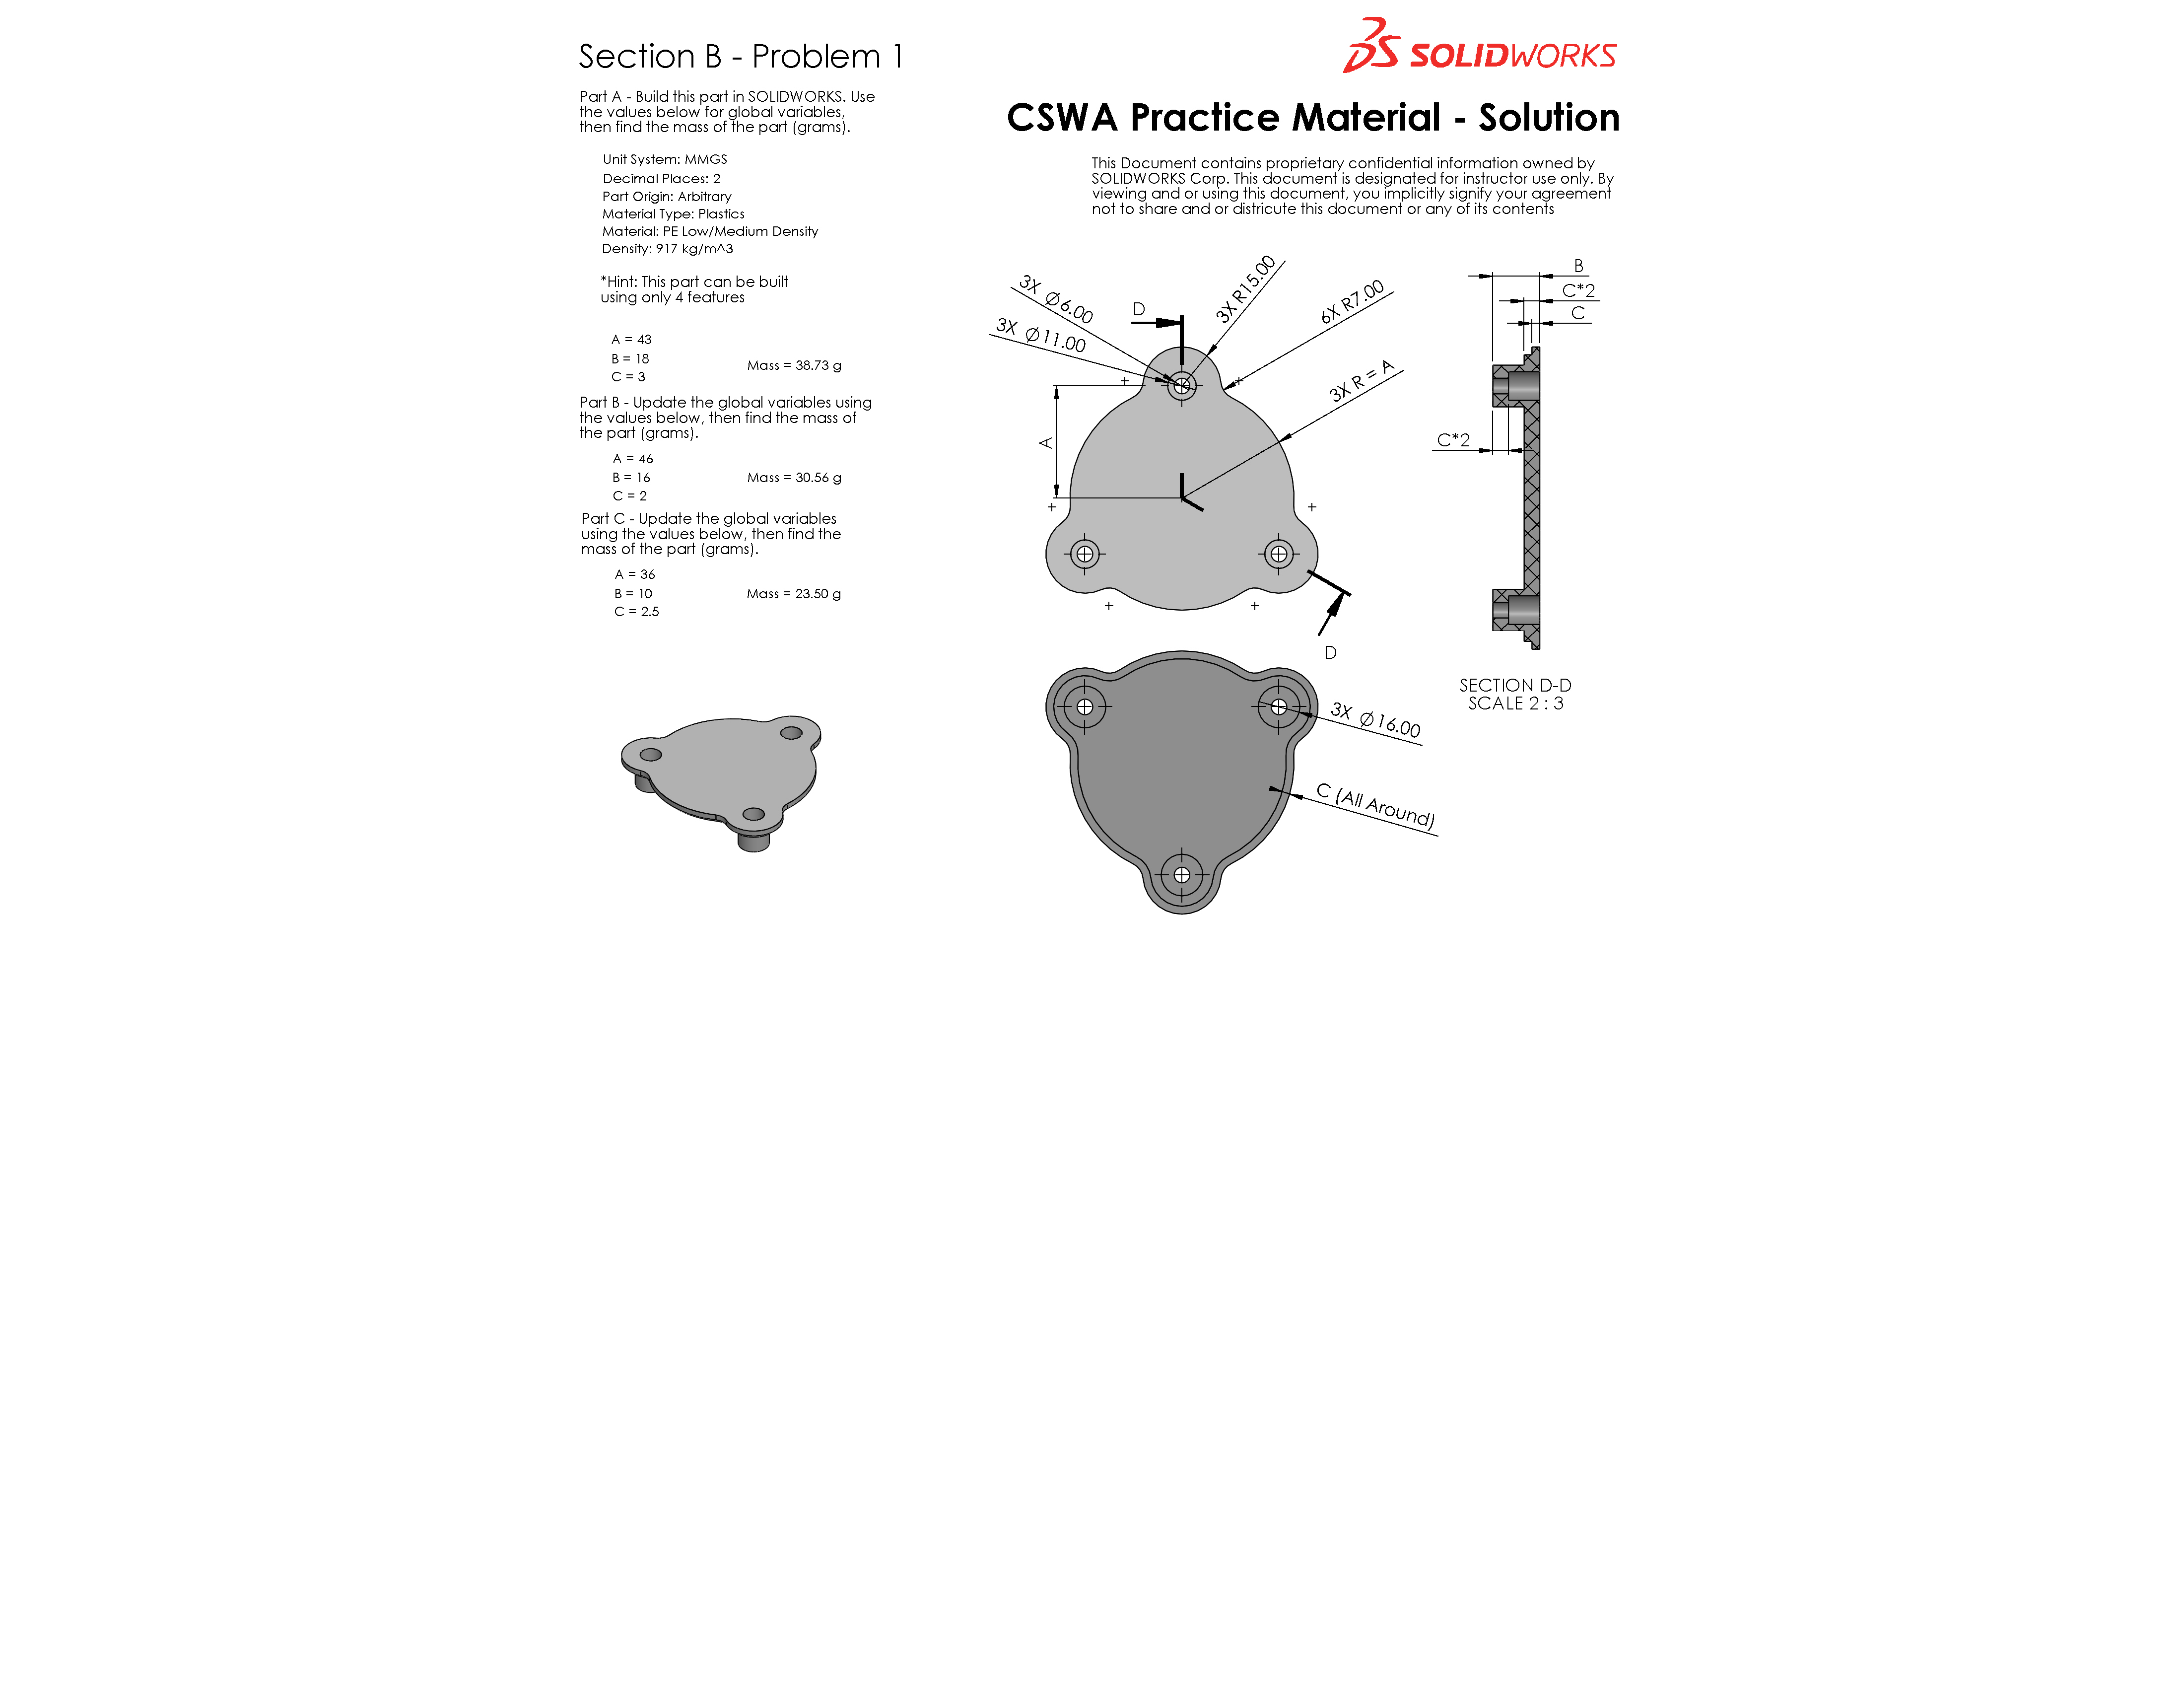 Section B - Problem 1
Part A - Build this part in SOLIDWORKS. Use
the values below for global variables,
then find the mass of the part (grams).
Unit System: MMGS
Decimal Places: 2
Part Origin: Arbitrary
Material Type: Plastics
Material: PE Low/Medium Density
Density: 917 kg/m^3
*Hint: This part can be built
using only 4 features
A = 43
B = 18
C = 3
Mass = 38.73 g
Part B - Update the global variables using
the values below, then find the mass of
the part (grams).
A = 46
B = 16
C = 2
Mass = 30.56 g
Part C - Update the global variables
using the values below, then find the
mass of the part (grams).
A = 36
B = 10
C = 2.5
Mass = 23.50 g
SOLIDWORKS
CSWA Practice Material - Solution
This Document contains proprietary confidential information owned by
SOLIDWORKS Corp. This document is designated for instructor use only. By
viewing and or using this document, you implicitly signify your agreement
not to share and or districute this document or any of its contents
3X Ø6.00
3X Ø11.00
D
3X R15.00
6X R7.00
3X R = A
A
D
B
C*2
C
C*2
SECTION D-D
SCALE 2 : 3
3X Ø16.00
C (All Around)